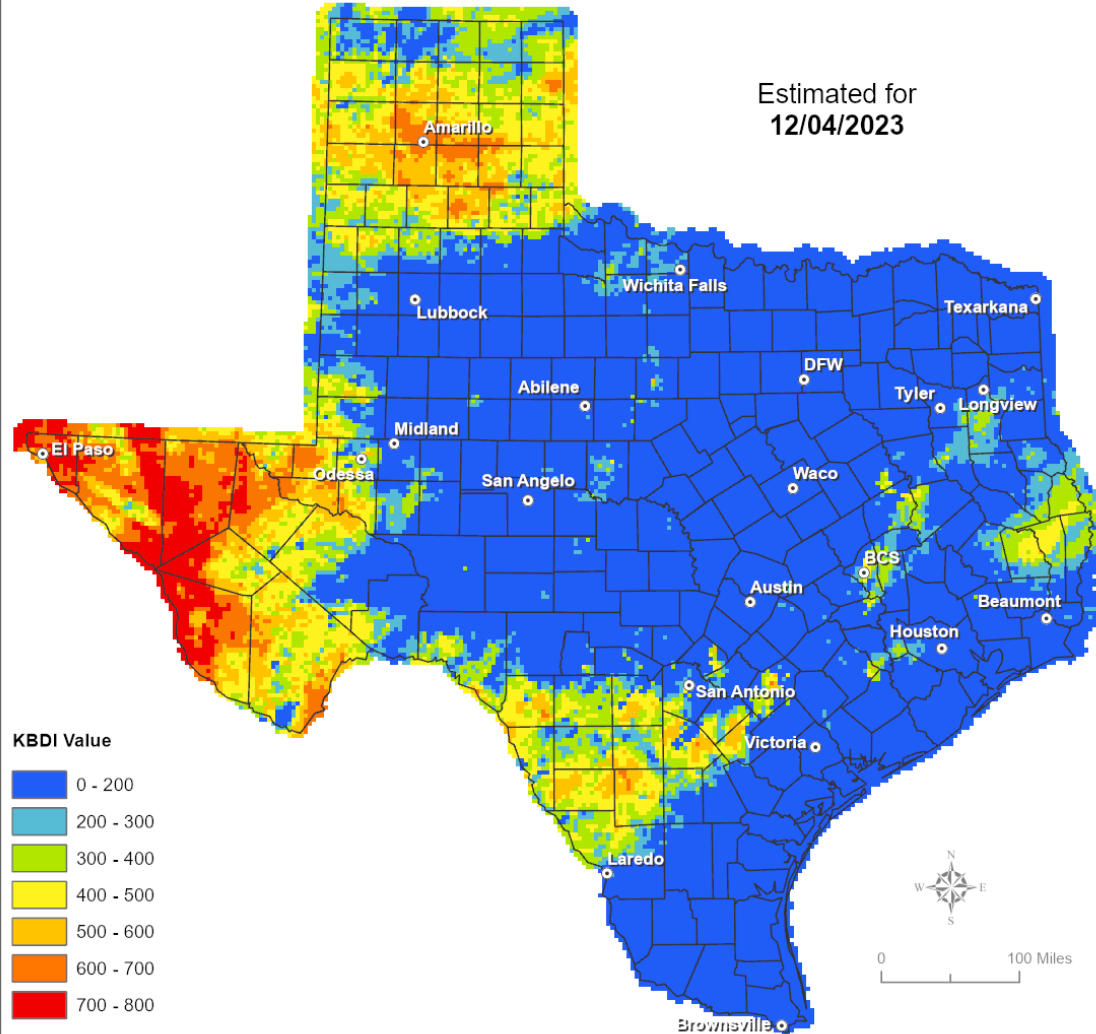 Estimated for
12/04/2023
Amarillo
Wichita Falls
Lubbock
Texarkana
DFW
Abilene
Tyler
Longview
Midland
El Paso
Odessa
San Angelo
Waco
BCS
Austin
Beaumont
Houston
San Antonio
Victoria
Laredo
Brownsville
KBDI Value
0 - 200
200 - 300
300 - 400
400 - 500
500 - 600
600 - 700
700 - 800
N
W E
S
0 100 Miles